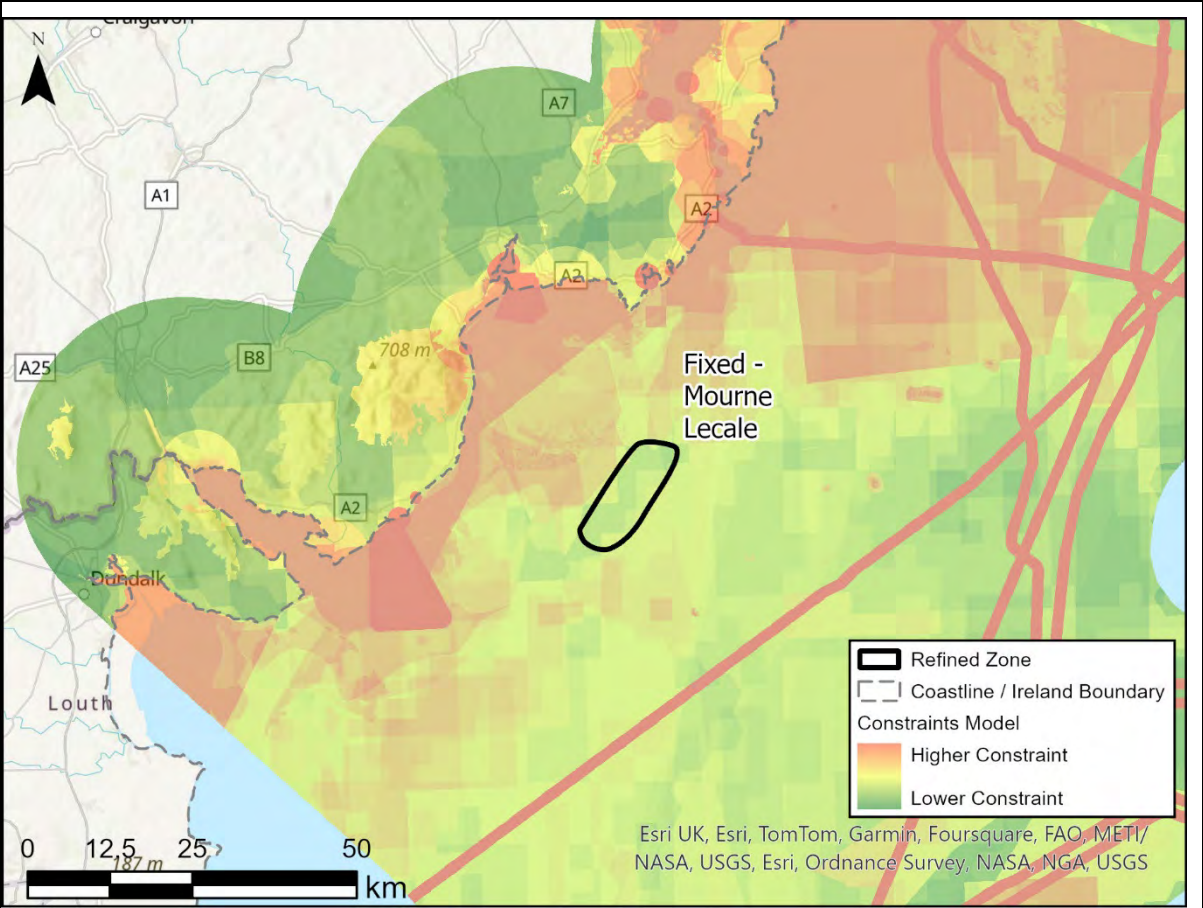 Craigavon
N
A7
A1
A2
A2
708 m
B8
A25
Fixed -
Mourne
Lecale
A2
Dundalk
Louth
Refined Zone
Coastline / Ireland Boundary
Constraints Model
Higher Constraint
Lower Constraint
0 12.5 25 50
187 m
km
Esri UK, Esri, TomTom, Garmin, Foursquare, FAO, METI/
NASA, USGS, Esri, Ordnance Survey, NASA, NGA, USGS